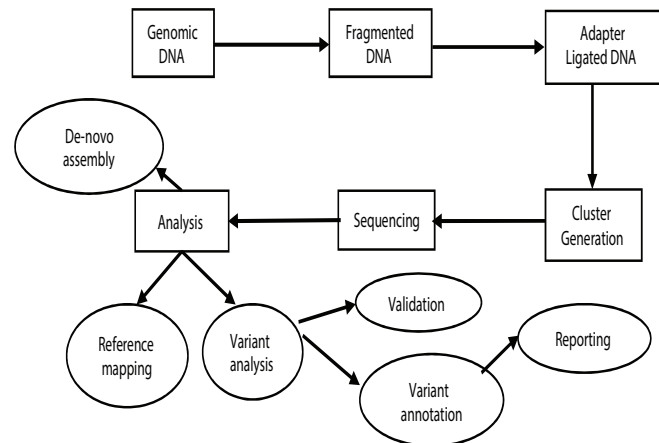 Genomic
DNA
Fragmented
DNA
Adapter
Ligated DNA
De-novo
assembly
Analysis
Sequencing
Cluster
Generation
Reference
mapping
Variant
analysis
Validation
Variant
annotation
Reporting